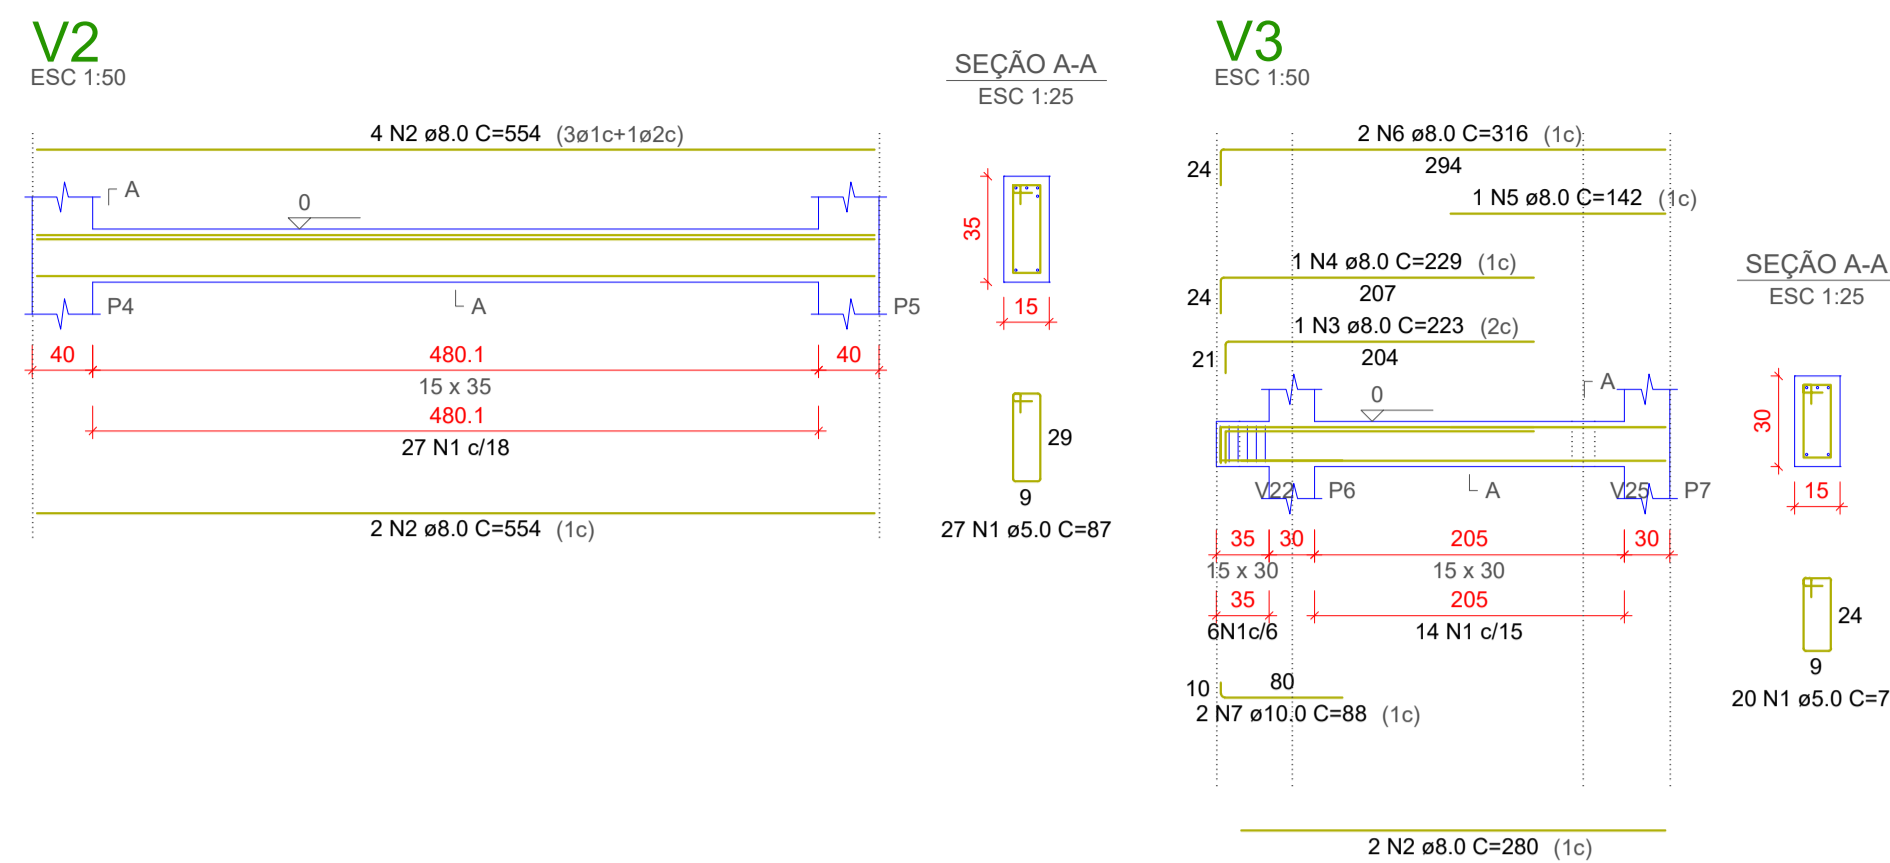 V2
ESC 1:50
SEÇÃO A-A
ESC 1:25
4 N2 ø8.0 C=554 (3ø1c+1ø2c)
A
0
35
15
P4
A
P5
40
480.1
40
15 x 35
480.1
27 N1 c/18
29
9
27 N1 ø5.0 C=87
2 N2 ø8.0 C=554 (1c)
V3
ESC 1:50
2 N6 ø8.0 C=316 (1c)
24
294
1 N5 ø8.0 C=142 (1c)
1 N4 ø8.0 C=229 (1c)
24
207
1 N3 ø8.0 C=223 (2c)
21
204
SEÇÃO A-A
ESC 1:25
A
0
30
15
V22
P6
A
V25
P7
35
30
205
30
15 x 30
15 x 30
35
205
6N1c/6
14 N1 c/15
24
9
20 N1 ø5.0 C=7
10
80
2 N7 ø10.0 C=88 (1c)
2 N2 ø8.0 C=280 (1c)